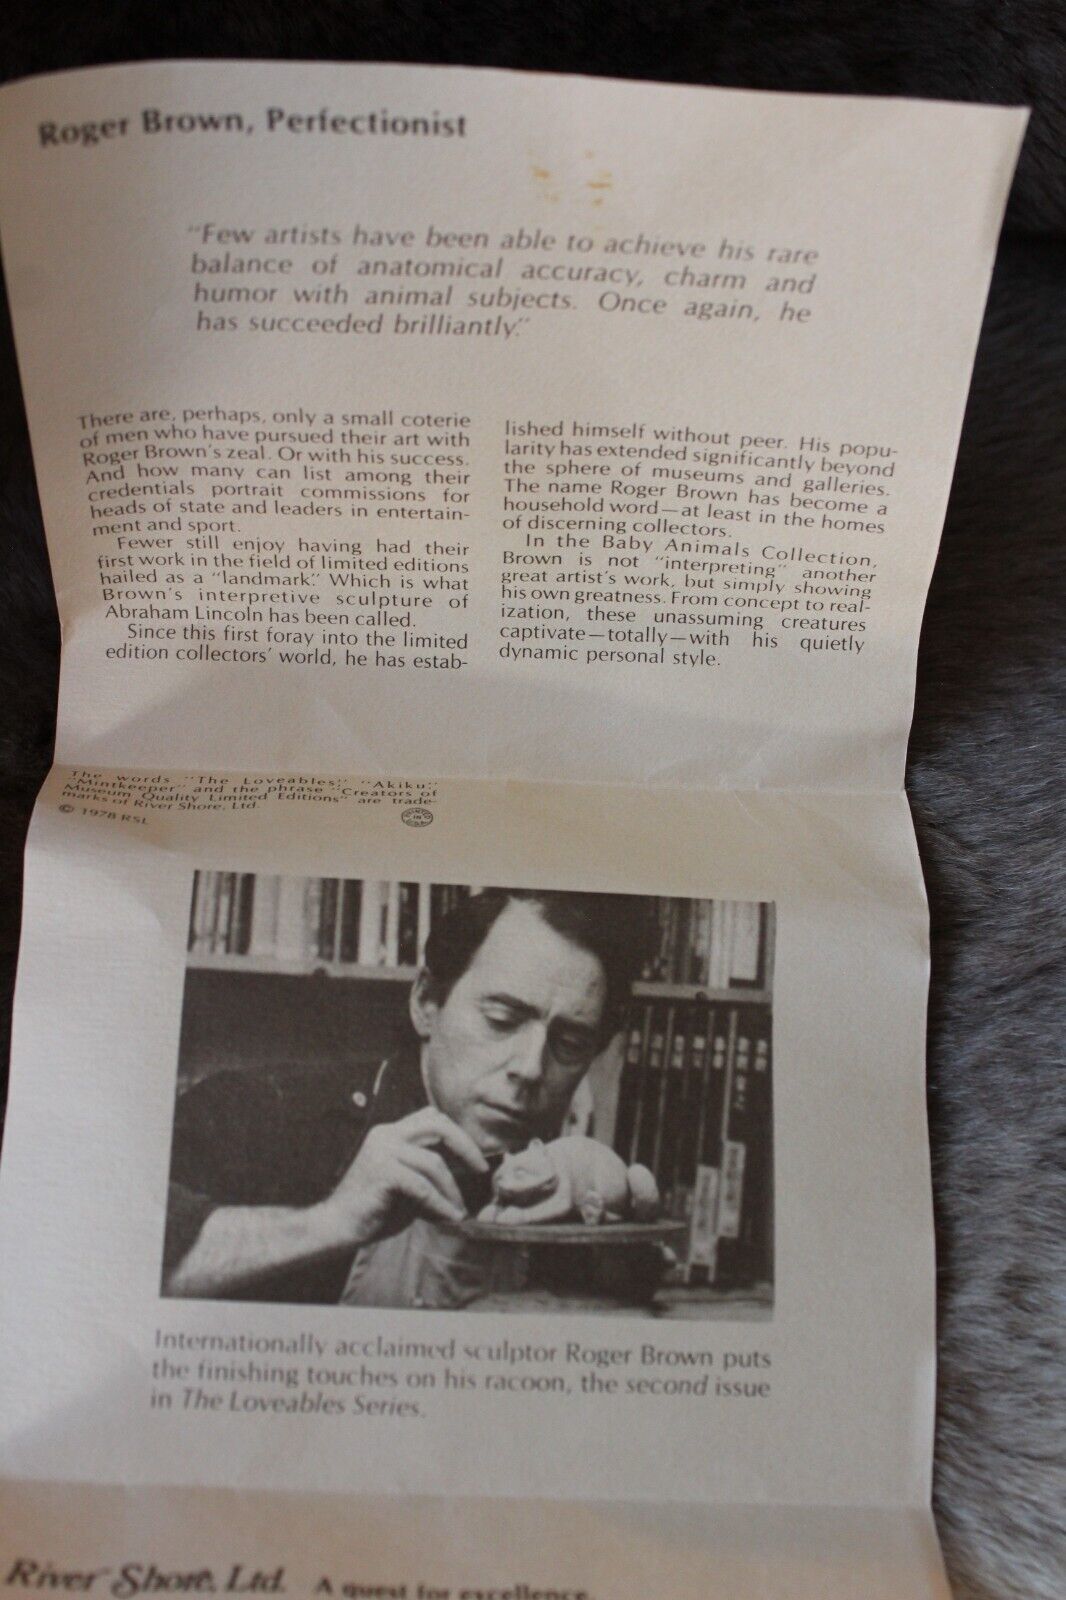 Roger Brown, Perfectionist
"Few artists have been able to achieve his rare
balance of anatomical accuracy, charm and
humor with animal subjects. Once again, he
has succeeded brilliantly."
There are, perhaps, only a small coterie
of men who have pursued their art with
Roger Brown's zeal. Or with his success.
And how many can list among their
credentials portrait commissions for
heads of state and leaders in entertain-
ment and sport.
Fewer still enjoy having had their
first work in the field of limited editions
hailed as a "landmark." Which is what
Brown's interpretive sculpture of
Abraham Lincoln has been called.
Since this first foray into the limited
edition collectors' world, he has estab-
lished himself without peer. His popu-
larity has extended significantly beyond
the sphere of museums and galleries.
The name Roger Brown has become a
household word—at least in the homes
of discerning collectors.
In the Baby Animals Collection,
Brown is not "interpreting" another
great artist's work, but simply showing
his own greatness. From concept to real-
ization, these unassuming creatures
captivate—totally—with his quietly
dynamic personal style.
The words "The Loveables," "Akiku,"
"Mintkeeper" and the phrase "Creators of
Museum Quality Limited Editions" are trade-
marks of River Shore, Ltd.
© 1978 RSL
PRINTED IN U.S.A.
Internationally acclaimed sculptor Roger Brown puts
the finishing touches on his racoon, the second issue
in The Loveables Series.
River Shore, Ltd. A quest for excellence.